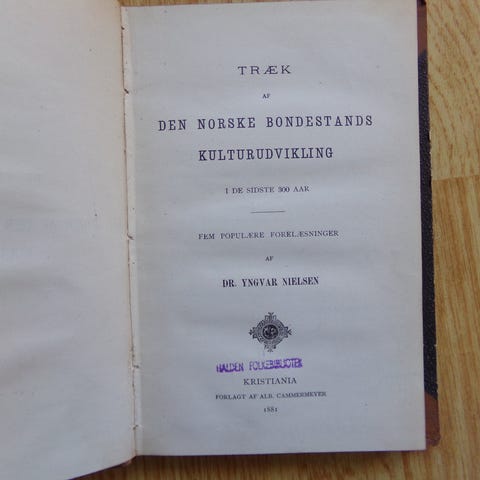 TRÆK
AF
DEN NORSKE BONDESTANDS
KULTURUDVIKLING
I DE SIDSTE 300 AAR
FEM POPULÆRE FORELÆSNINGER
AF
DR. YNGVAR NIELSEN
HALDEN FOLKEBIBLIOTEK
KRISTIANIA
FORLAGT AF ALB. CAMMERMEYER
1881